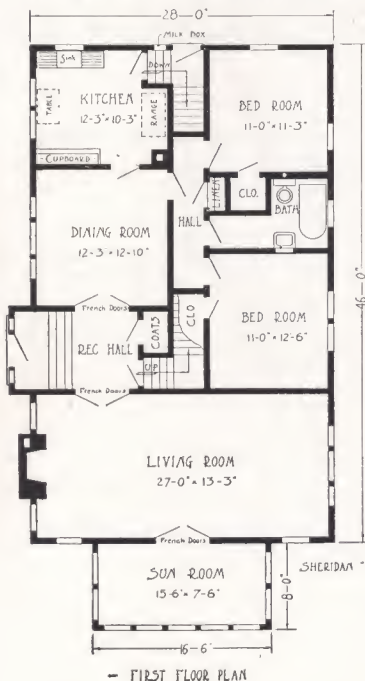 28-0"
MILK BOX
Sink
DOWN
KITCHEN
12-3" x 10-3"
TABLE
RANGE
CUPBOARD
BED ROOM
11-0" x 11-3"
LINEN
CLO.
BATH
HALL
DINING ROOM
12-3" x 12-10"
46-0"
French Doors
CLO
BED ROOM
11-0" x 12-6"
REC HALL
COATS
UP
French Doors
LIVING ROOM
27-0" x 13-3"
French Doors
SHERIDAN "
SUN ROOM
15-6" x 7-6"
8-0"
16-6"
- FIRST FLOOR PLAN